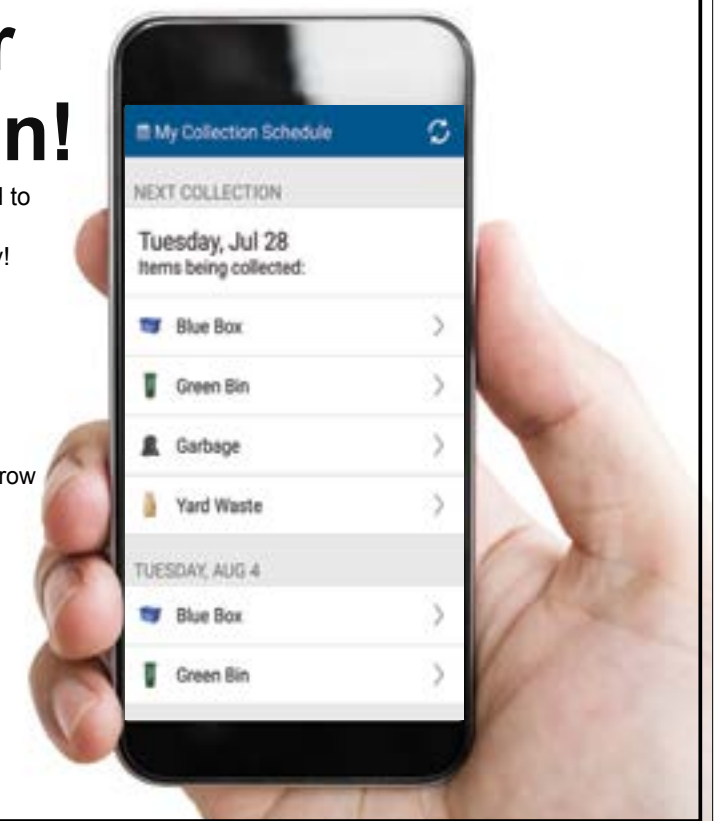 r
n!
l to
y!
row
My Collection Schedule
NEXT COLLECTION
Tuesday, Jul 28
Items being collected:
Blue Box
Green Bin
Garbage
Yard Waste
TUESDAY, AUG 4
Blue Box
Green Bin